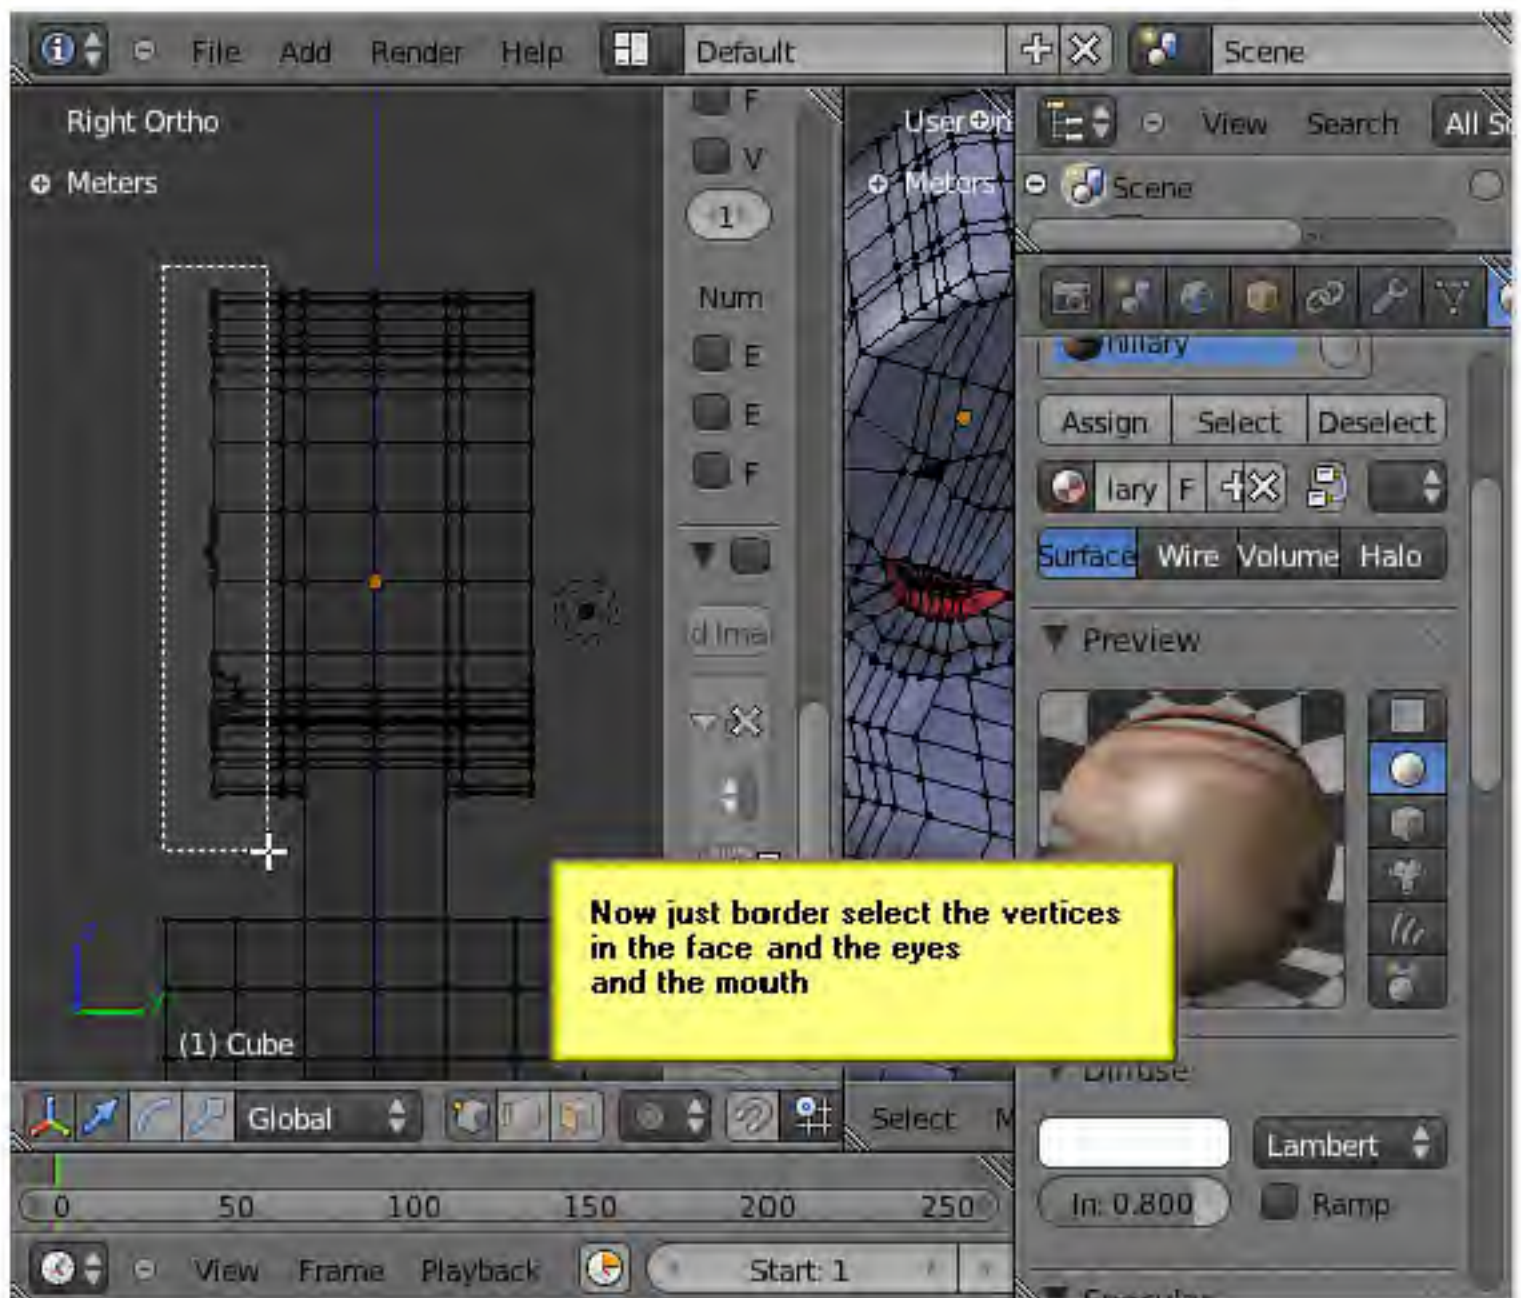 File Add Render Help Default Scene
Right Ortho
Meters
F
V
1
Num
E
E
F
(1) Cube
User
Meters
View Search All
Scene
Assign Select Deselect
lary F
Surface Wire Volume Halo
Preview
Now just border select the vertices
in the face and the eyes
and the mouth
Diffuse
Lambert
In: 0.800 Ramp
Global
Select M
0 50 100 150 200 250
View Frame Playback Start: 1